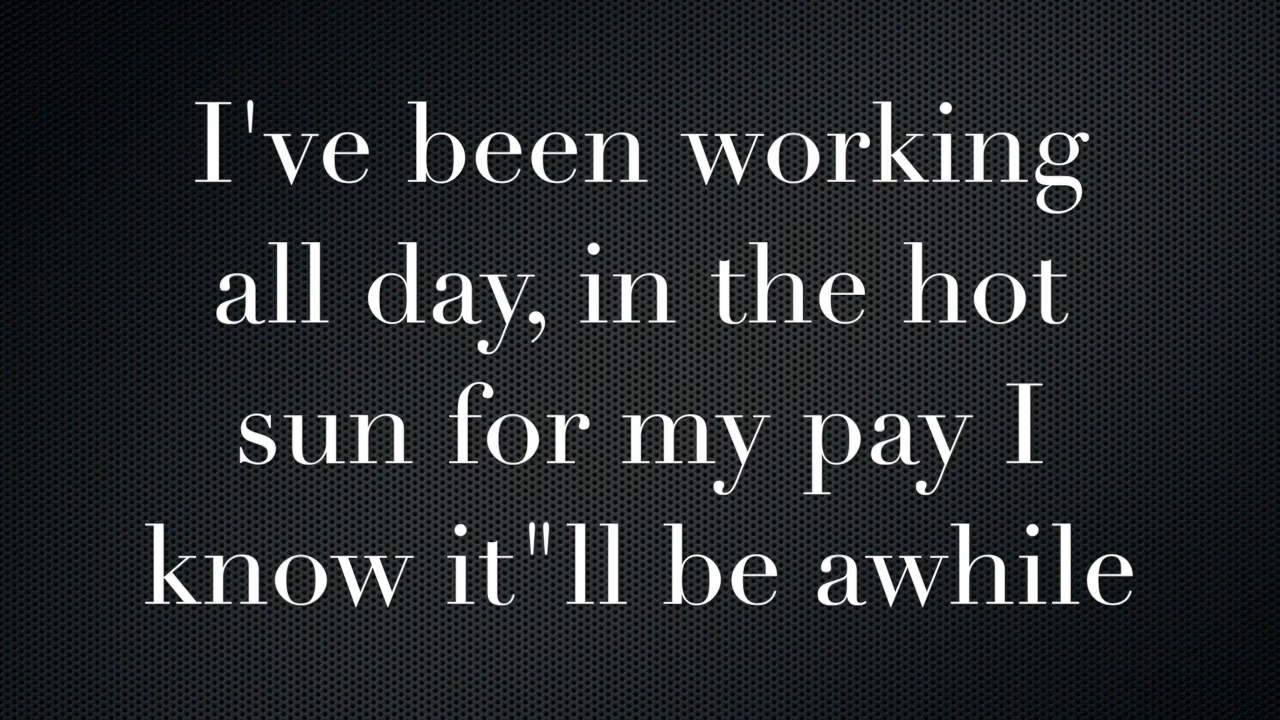 I've been working
all day, in the hot
sun for my pay I
know it"ll be awhile